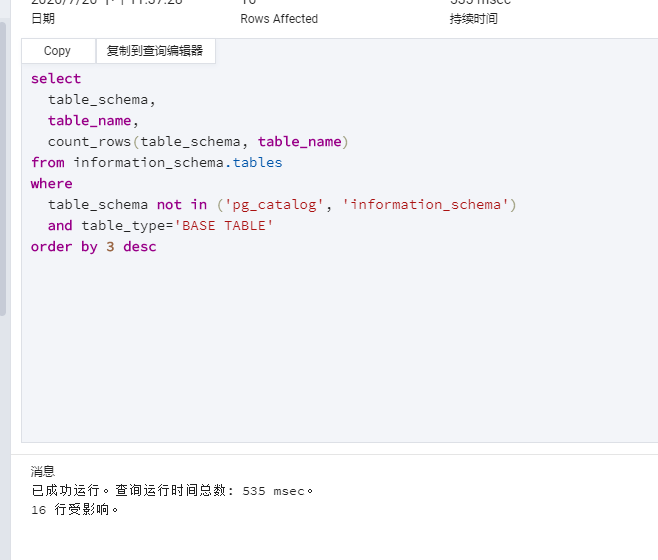 Rows Affected
日期
持续时间
Copy
复制到查询编辑器
select
table_schema,
table_name,
count_rows(table_schema, table_name)
from information_schema.tables
where
table_schema not in ('pg_catalog', 'information_schema')
and table_type='BASE TABLE'
order by 3 desc
消息
已成功运行。查询运行时间总数: 535 msec。
16 行受影响。